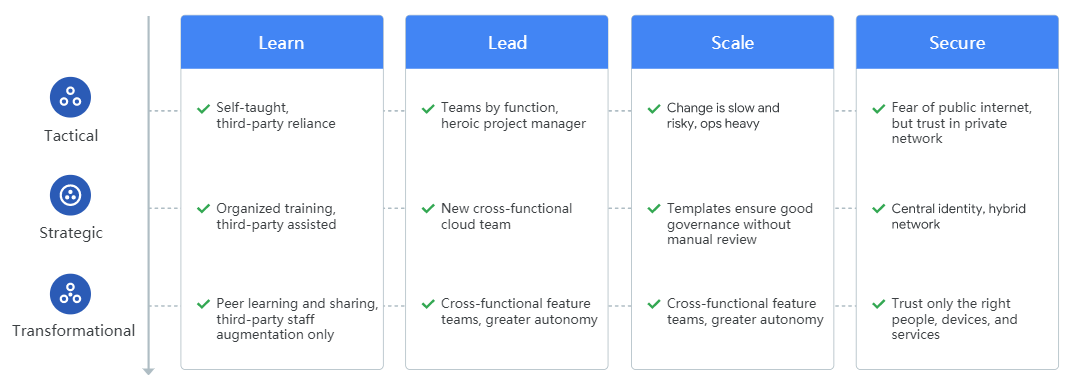 Learn
Lead
Scale
Secure
Tactical
Self-taught,
third-party reliance
Teams by function,
heroic project manager
Change is slow and
risky, ops heavy
Fear of public internet,
but trust in private
network
Strategic
Organized training,
third-party assisted
New cross-functional
cloud team
Templates ensure good
governance without
manual review
Central identity, hybrid
network
Transformational
Peer learning and sharing,
third-party staff
augmentation only
Cross-functional feature
teams, greater autonomy
Cross-functional feature
teams, greater autonomy
Trust only the right
people, devices, and
services